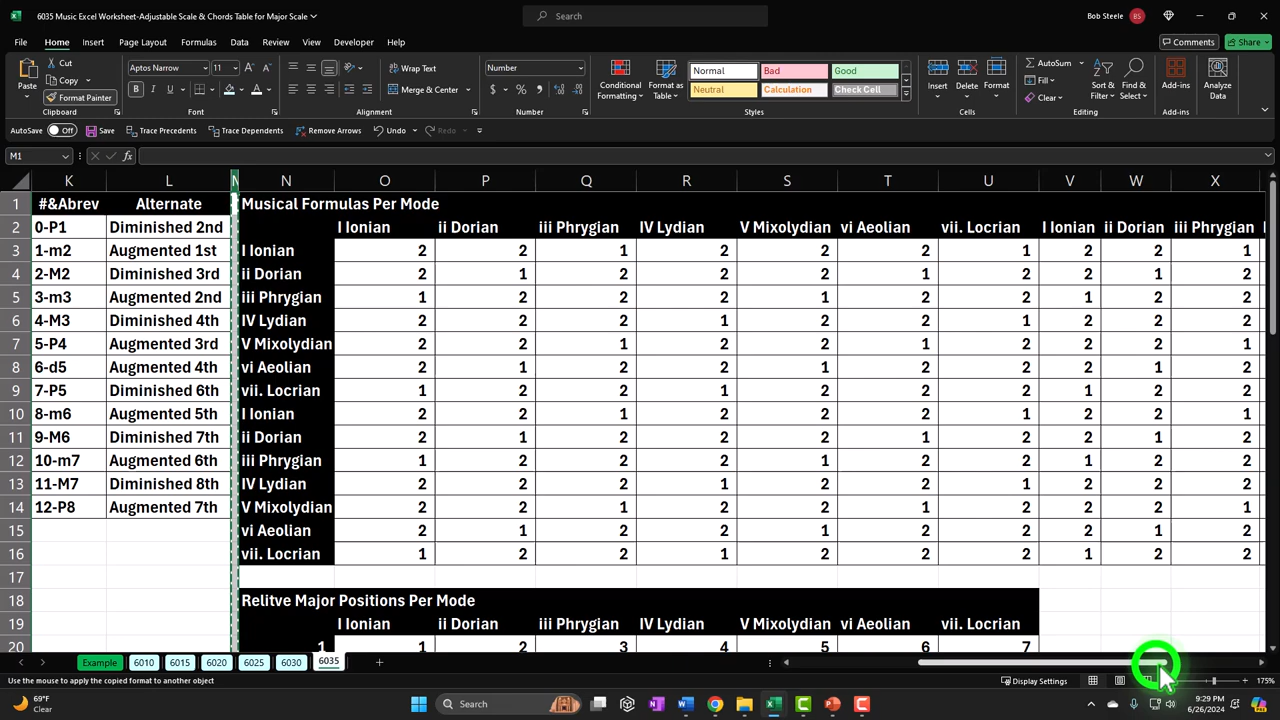 6035 Music Excel Worksheet-Adjustable Scale & Chords Table for Major Scale
Search
Bob Steele BS
File Home Insert Page Layout Formulas Data Review View Developer Help
Comments Share
Paste
Cut
Copy
Format Painter
Clipboard
Aptos Narrow 11
Font
Wrap Text
Merge & Center
Alignment
Number
Number
Conditional Formatting
Format as Table
Normal Bad Good
Neutral Calculation Check Cell
Styles
Insert Delete Format
Cells
AutoSum
Fill
Clear
Sort & Filter
Find & Select
Editing
Add-ins
Add-ins
Analyze Data
AutoSave Off Save Trace Precedents Trace Dependents Remove Arrows Undo Redo
M1 fx
K L M N O P Q R S T U V W X
1 #&Abrev Alternate Musical Formulas Per Mode
2 0-P1 Diminished 2nd I Ionian ii Dorian iii Phrygian IV Lydian V Mixolydian vi Aeolian vii. Locrian I Ionian ii Dorian iii Phrygian
3 1-m2 Augmented 1st I Ionian 2 2 1 2 2 2 1 2 2 1
4 2-M2 Diminished 3rd ii Dorian 2 1 2 2 2 1 2 2 1 2
5 3-m3 Augmented 2nd iii Phrygian 1 2 2 2 1 2 2 1 2 2
6 4-M3 Diminished 4th IV Lydian 2 2 2 1 2 2 1 2 2 2
7 5-P4 Augmented 3rd V Mixolydian 2 2 1 2 2 1 2 2 2 1
8 6-d5 Augmented 4th vi Aeolian 2 1 2 2 1 2 2 2 1 2
9 7-P5 Diminished 6th vii. Locrian 1 2 2 1 2 2 2 1 2 2
10 8-m6 Augmented 5th I Ionian 2 2 1 2 2 2 1 2 2 1
11 9-M6 Diminished 7th ii Dorian 2 1 2 2 2 1 2 2 1 2
12 10-m7 Augmented 6th iii Phrygian 1 2 2 2 1 2 2 1 2 2
13 11-M7 Diminished 8th IV Lydian 2 2 2 1 2 2 1 2 2 2
14 12-P8 Augmented 7th V Mixolydian 2 2 1 2 2 1 2 2 2 1
15 vi Aeolian 2 1 2 2 1 2 2 2 1 2
16 vii. Locrian 1 2 2 1 2 2 2 1 2 2
17
18 Relitve Major Positions Per Mode
19 I Ionian ii Dorian iii Phrygian IV Lydian V Mixolydian vi Aeolian vii. Locrian
20 1 1 2 3 4 5 6 7
Example 6010 6015 6020 6025 6030 6035
Use the mouse to apply the copied format to another object
Display Settings
175%
69°F
Clear
Search
9:29 PM
6/26/2024